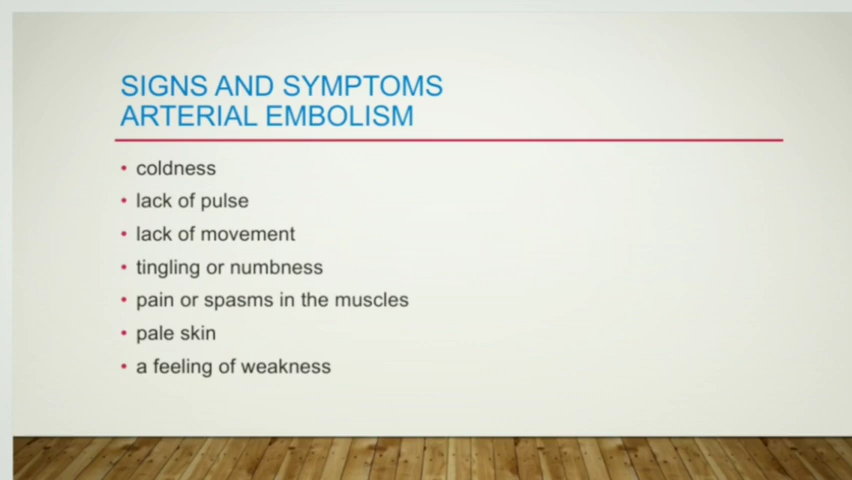 SIGNS AND SYMPTOMS
ARTERIAL EMBOLISM
• coldness
• lack of pulse
• lack of movement
• tingling or numbness
• pain or spasms in the muscles
• pale skin
• a feeling of weakness